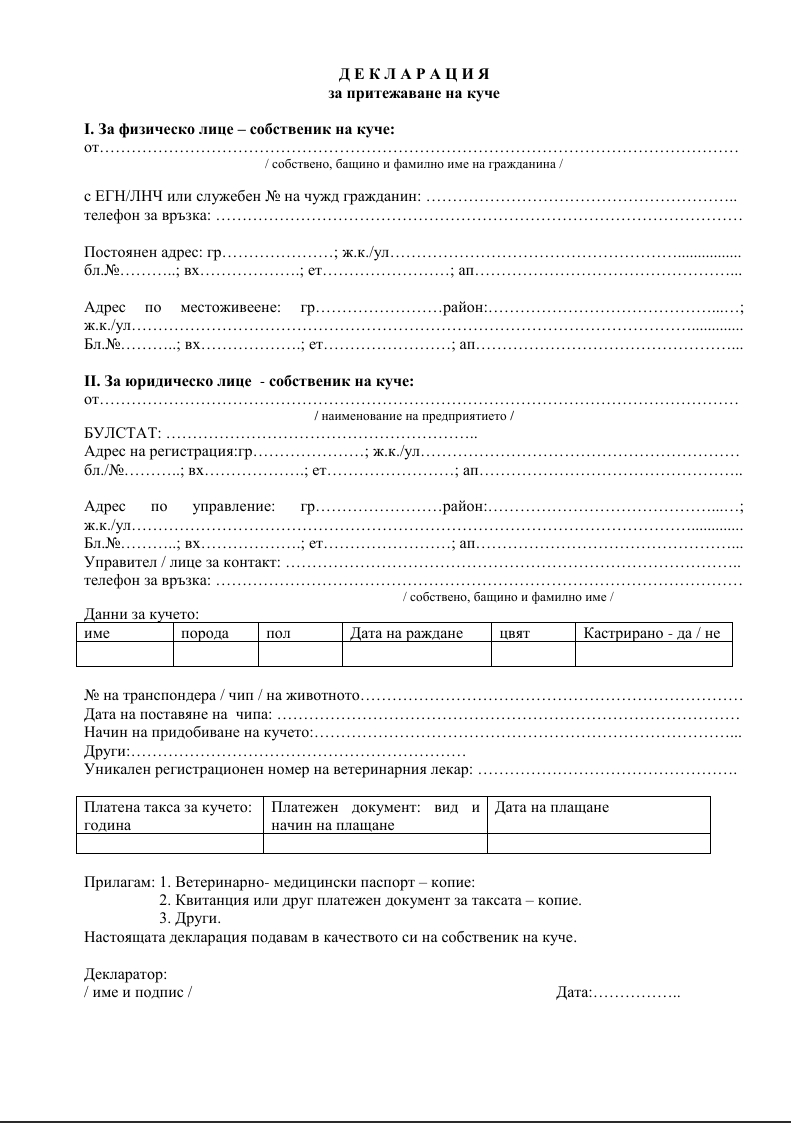 Д Е К Л А Р А Ц И Я
за притежаване на куче
I. За физическо лице – собственик на куче:
от……………………………………………………………………………………………………………
/ собствено, бащино и фамилно име на гражданина /
с ЕГН/ЛНЧ или служебен № на чужд гражданин: …………………………………………………..
телефон за връзка: ………………………………………………………………………………………
Постоянен адрес: гр…………………; ж.к./ул………………………………………………................
бл.№………..; вх……………….; ет……………………; ап…………………………………………...
Адрес по местоживеене: гр……………………район:……………………………………...…;
ж.к./ул……………………………………………………………………………………………............
Бл.№………..; вх……………….; ет……………………; ап…………………………………………...
II. За юридическо лице - собственик на куче:
от……………………………………………………………………………………………………………
/ наименование на предприятието /
БУЛСТАТ: …………………………………………………..
Адрес на регистрация:гр…………………; ж.к./ул……………………………………………………
бл./№………..; вх……………….; ет……………………; ап…………………………………………..
Адрес по управление: гр……………………район:……………………………………...…;
ж.к./ул……………………………………………………………………………………………............
Бл.№………..; вх……………….; ет……………………; ап…………………………………………...
Управител / лице за контакт: …………………………………………………………………………..
телефон за връзка: ………………………………………………………………………………………
/ собствено, бащино и фамилно име /
Данни за кучето:
име порода пол Дата на раждане цвят Кастрирано - да / не
№ на транспондера / чип / на животното………………………………………………………………
Дата на поставяне на чипа: ……………………………………………………………………………
Начин на придобиване на кучето:……………………………………………………………………...
Други:………………………………………………………
Уникален регистрационен номер на ветеринарния лекар: ………………………………………….
Платена такса за кучето: Платежен документ: вид и Дата на плащане
година начин на плащане
Прилагам: 1. Ветеринарно- медицински паспорт – копие:
2. Квитанция или друг платежен документ за таксата – копие.
3. Други.
Настоящата декларация подавам в качеството си на собственик на куче.
Декларатор:
/ име и подпис / Дата:……………..